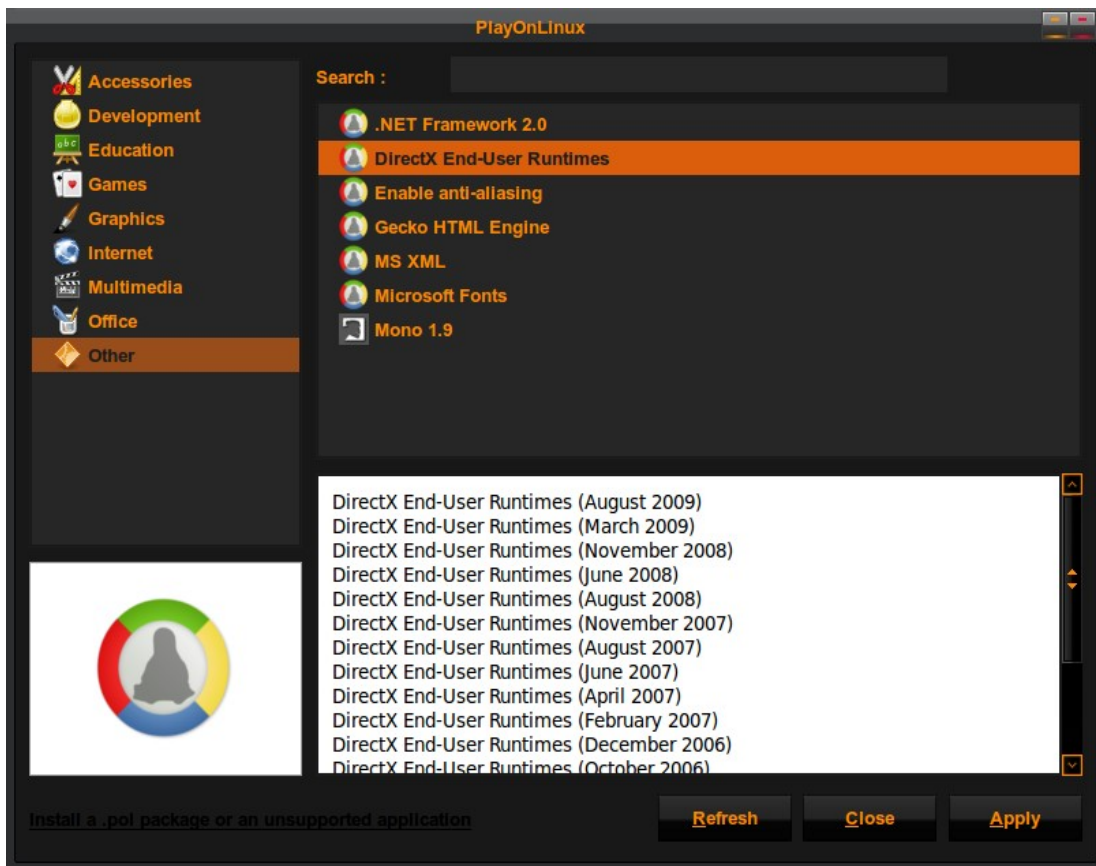 PlayOnLinux
Accessories
Development
Education
Games
Graphics
Internet
Multimedia
Office
Other
Search :
.NET Framework 2.0
DirectX End-User Runtimes
Enable anti-aliasing
Gecko HTML Engine
MS XML
Microsoft Fonts
Mono 1.9
DirectX End-User Runtimes (August 2009)
DirectX End-User Runtimes (March 2009)
DirectX End-User Runtimes (November 2008)
DirectX End-User Runtimes (June 2008)
DirectX End-User Runtimes (August 2008)
DirectX End-User Runtimes (November 2007)
DirectX End-User Runtimes (August 2007)
DirectX End-User Runtimes (June 2007)
DirectX End-User Runtimes (April 2007)
DirectX End-User Runtimes (February 2007)
DirectX End-User Runtimes (December 2006)
DirectX End-User Runtimes (October 2006)
Install a .pol package or an unsupported application
Refresh
Close
Apply